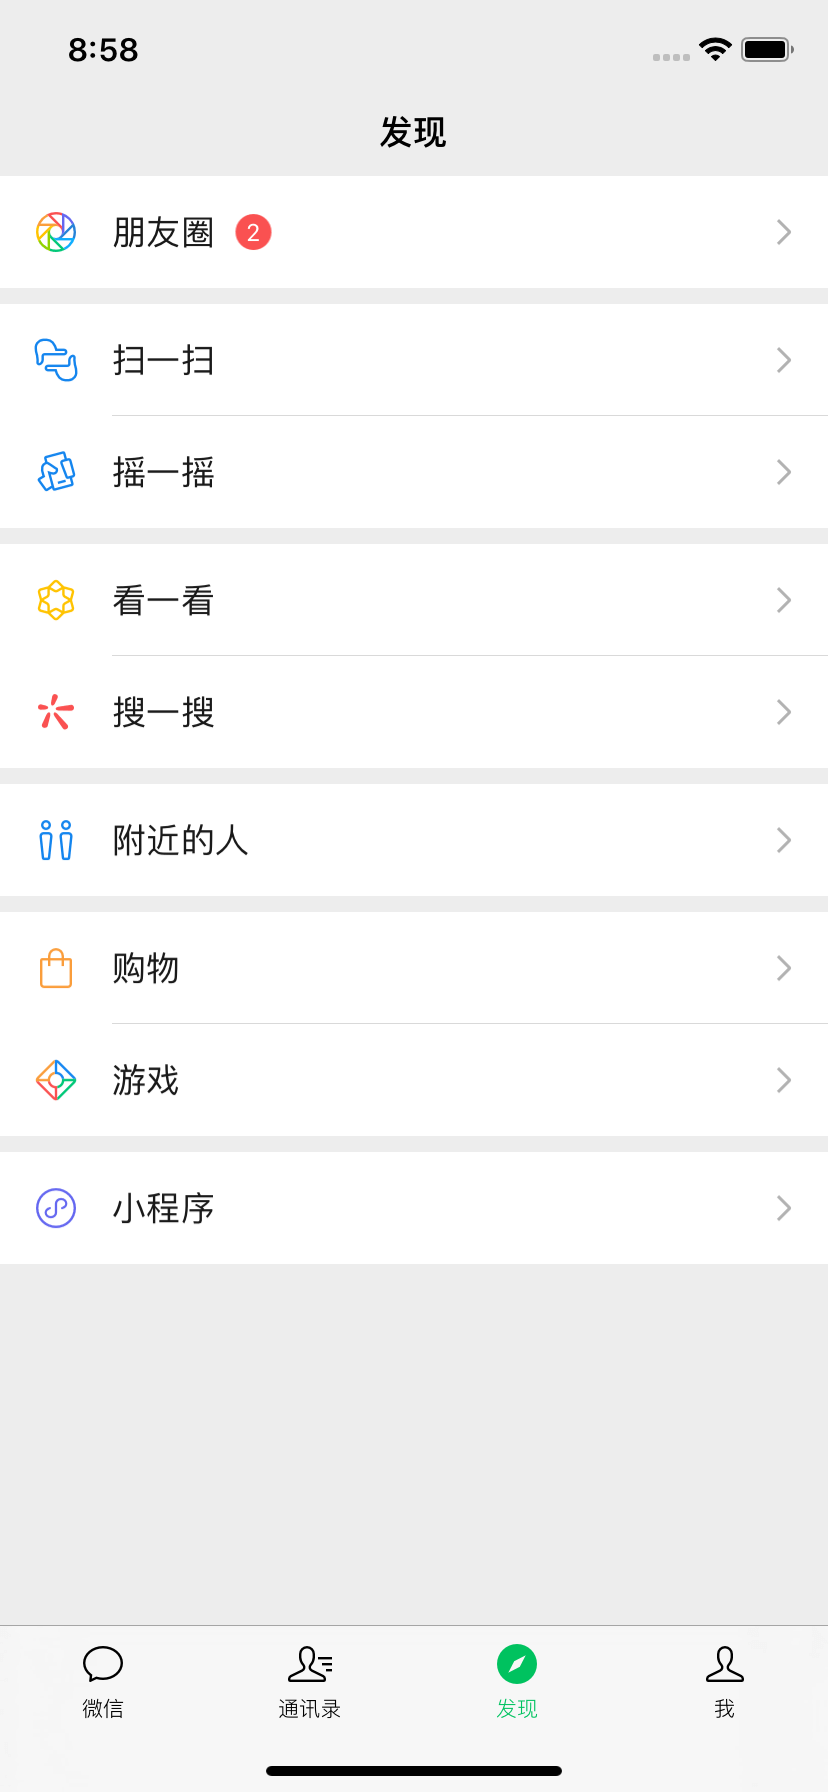 8:58
发现
朋友圈 2
扫一扫
摇一摇
看一看
搜一搜
附近的人
购物
游戏
小程序
微信 通讯录 发现 我